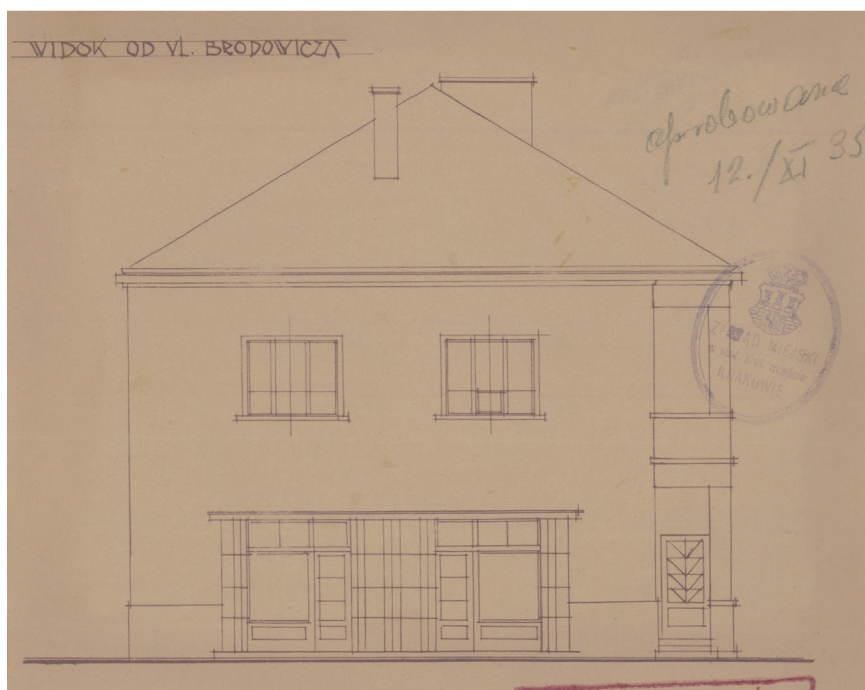 WIDOK OD UL. BRODOWICZA
aprobowane
12./XI 35
ZARZĄD MIEJSKI
KRAKOWIE